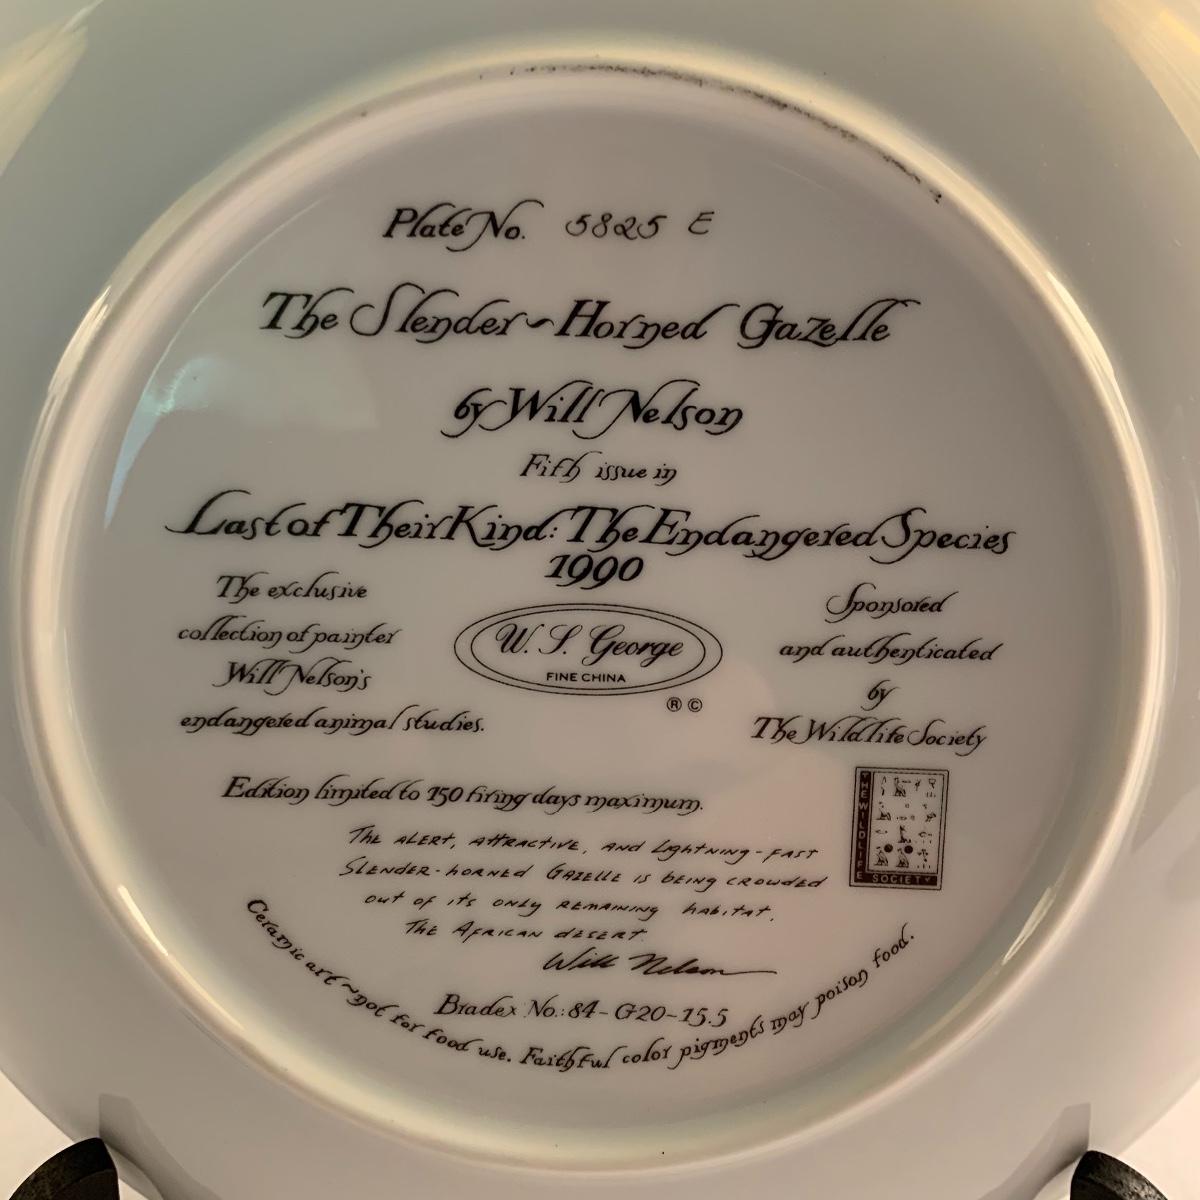 Plate No. 5825 E
The Slender~Horned Gazelle
by Will Nelson
Fifth issue in
Last of Their Kind: The Endangered Species
1990
The exclusive
collection of painter
Will Nelson's
endangered animal studies.
W. S. George
FINE CHINA
® ©
Sponsored
and authenticated
by
The Wildlife Society
Edition limited to 150 firing days maximum.
THE WILDLIFE
SOCIETY
The alert, attractive, and lightning-fast
Slender-horned Gazelle is being crowded
out of its only remaining habitat,
The African desert.
Will Nelson
Bradex No.: 84-G20-15.5
Ceramic art~not for food use. Faithful color pigments may poison food.